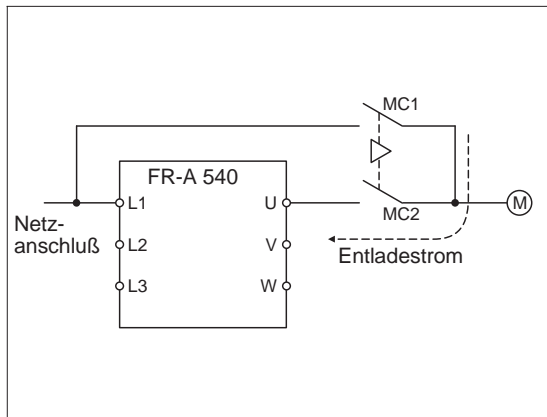 MC1
FR-A 540
L1
U
MC2
M
Netz-
anschluß
L2
V
Entladestrom
L3
W